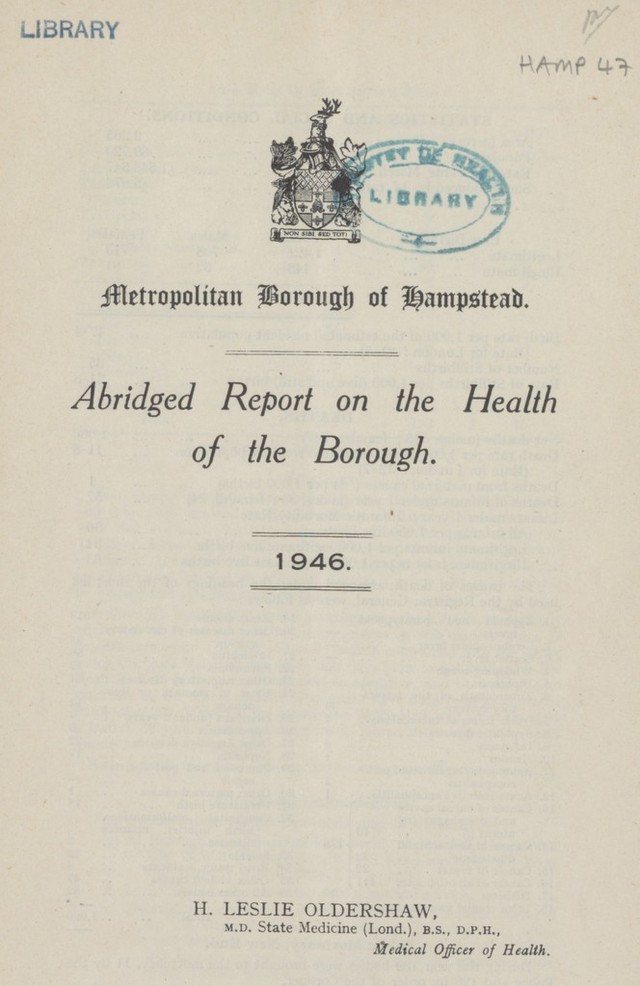 LIBRARY
HAMP 47
MINISTRY OF HEALTH
LIBRARY
NON SIBI SED TOTI
Metropolitan Borough of Hampstead.
Abridged Report on the Health
of the Borough.
1946.
H. LESLIE OLDERSHAW,
M.D. State Medicine (Lond.), B.S., D.P.H.,
Medical Officer of Health.